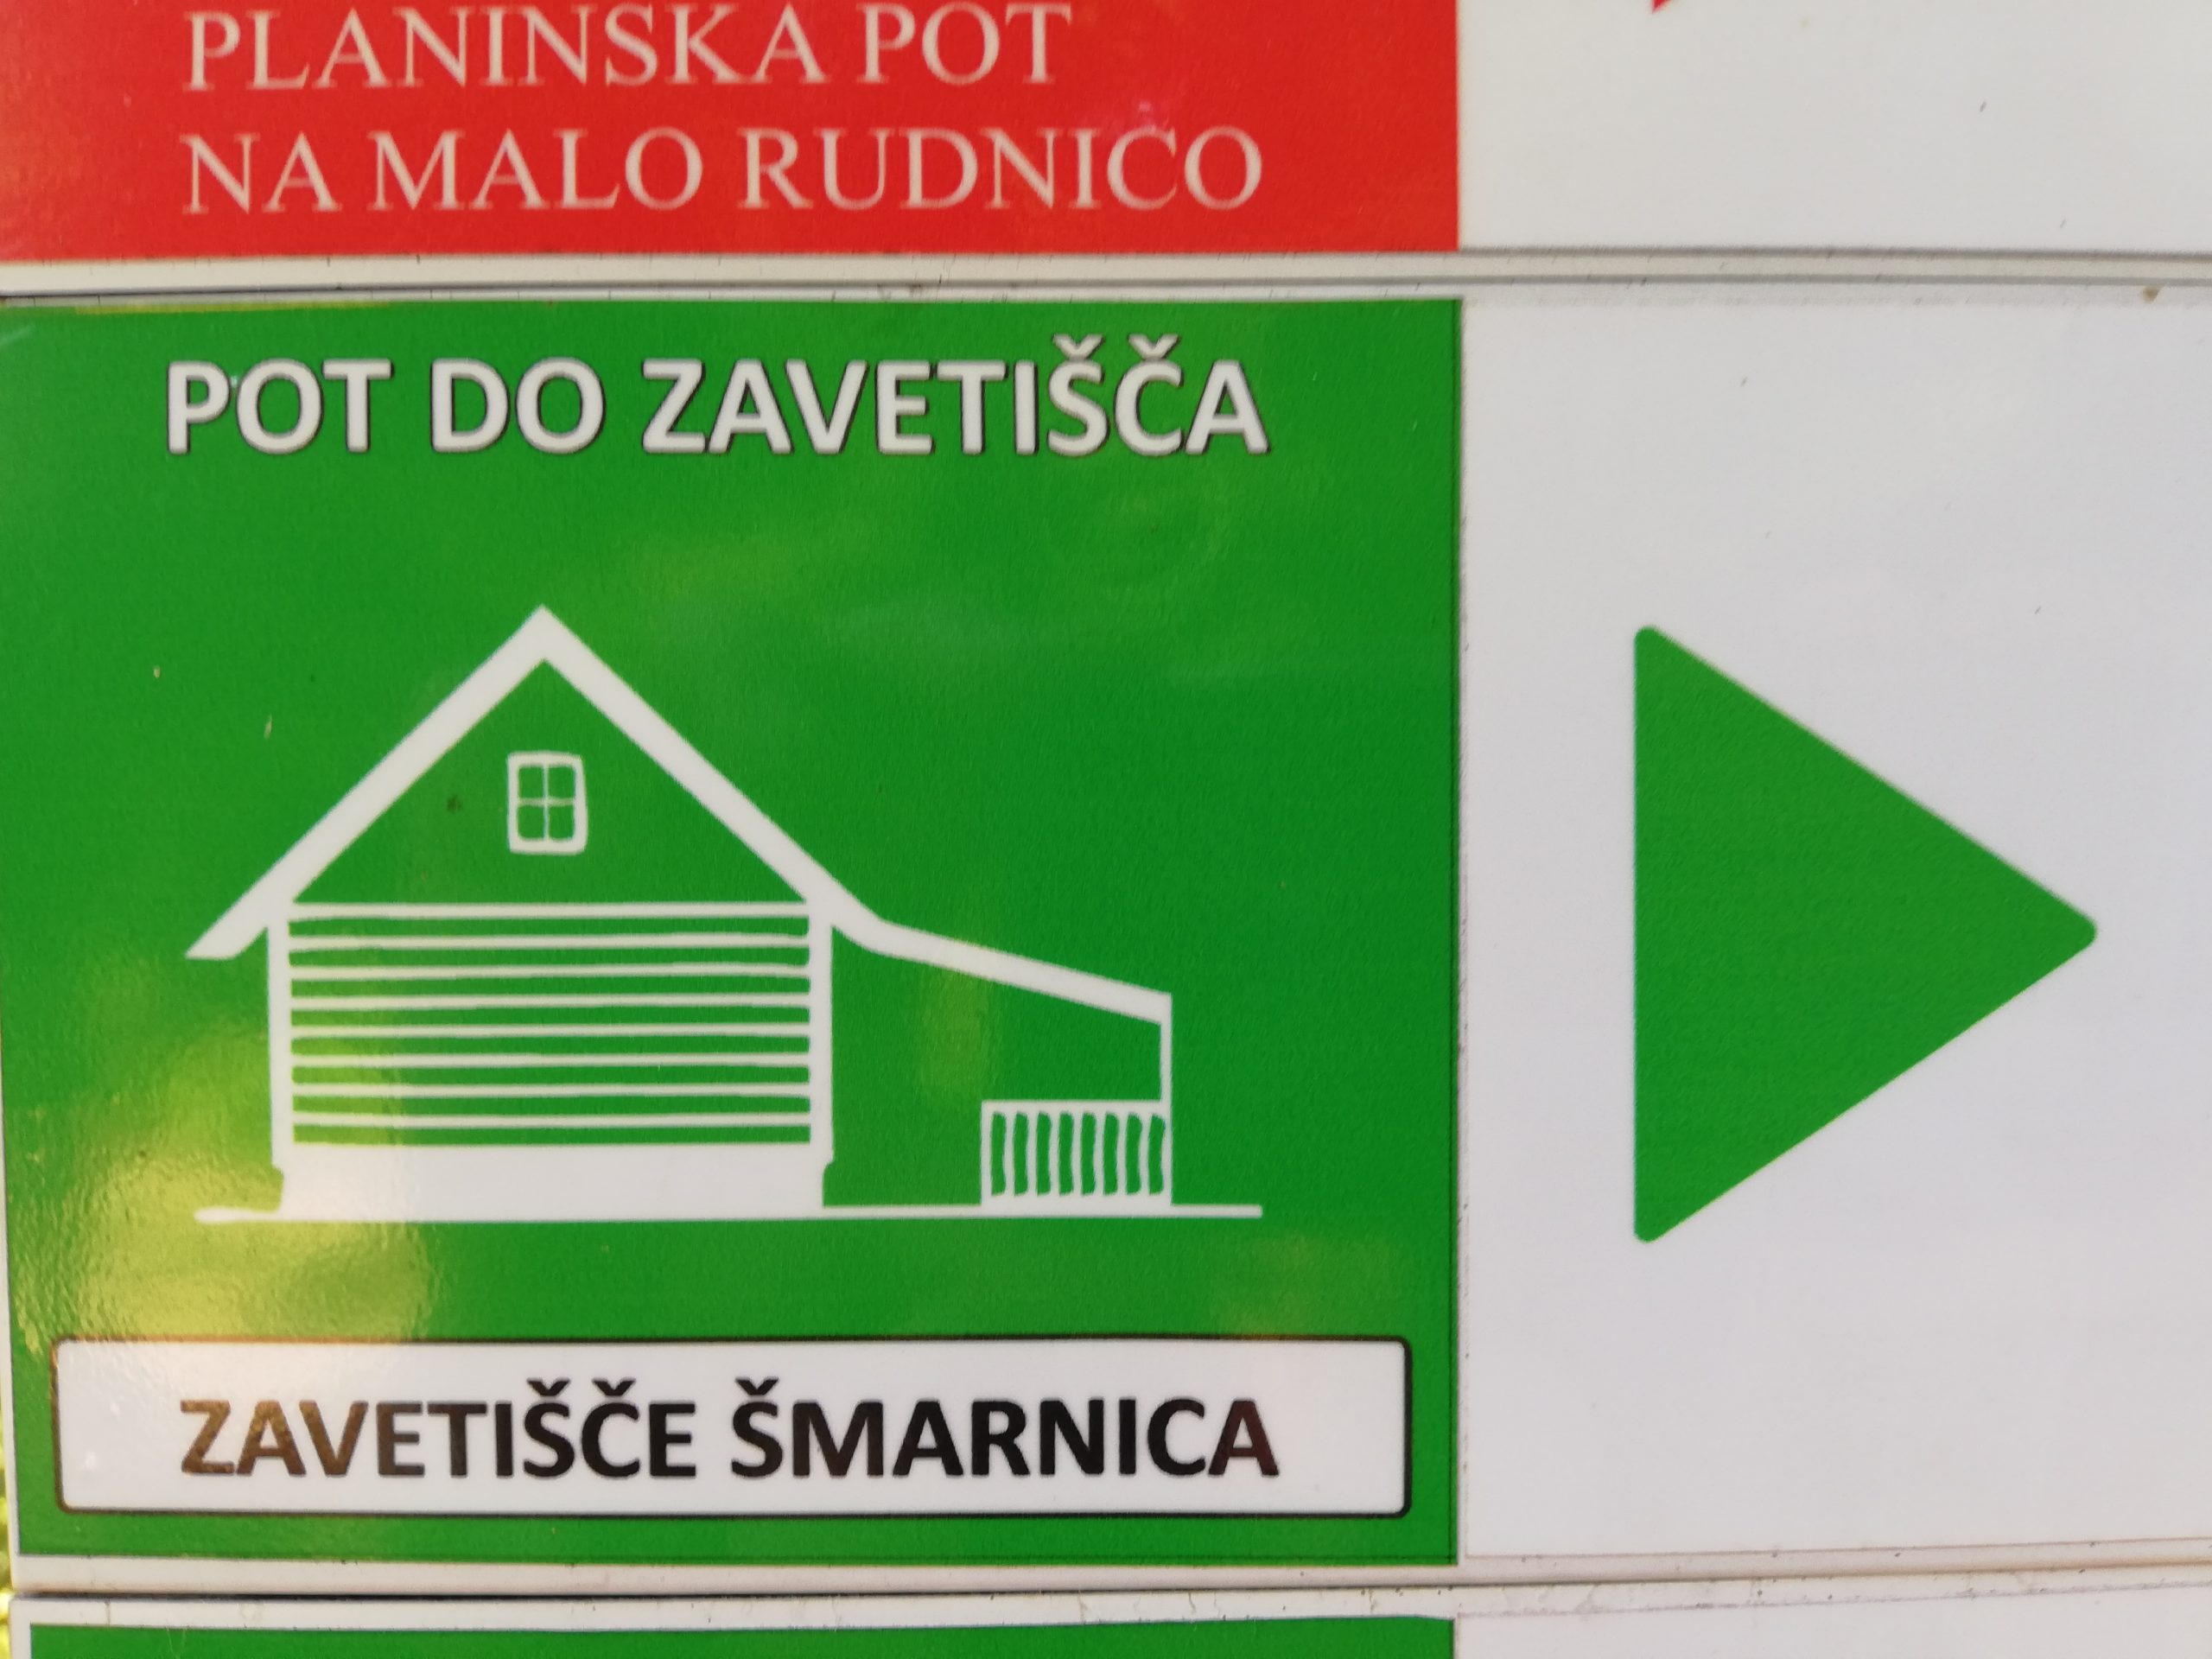 PLANINSKA POT
NA MALO RUDNICO
POT DO ZAVETIŠČA
ZAVETIŠČE ŠMARNICA